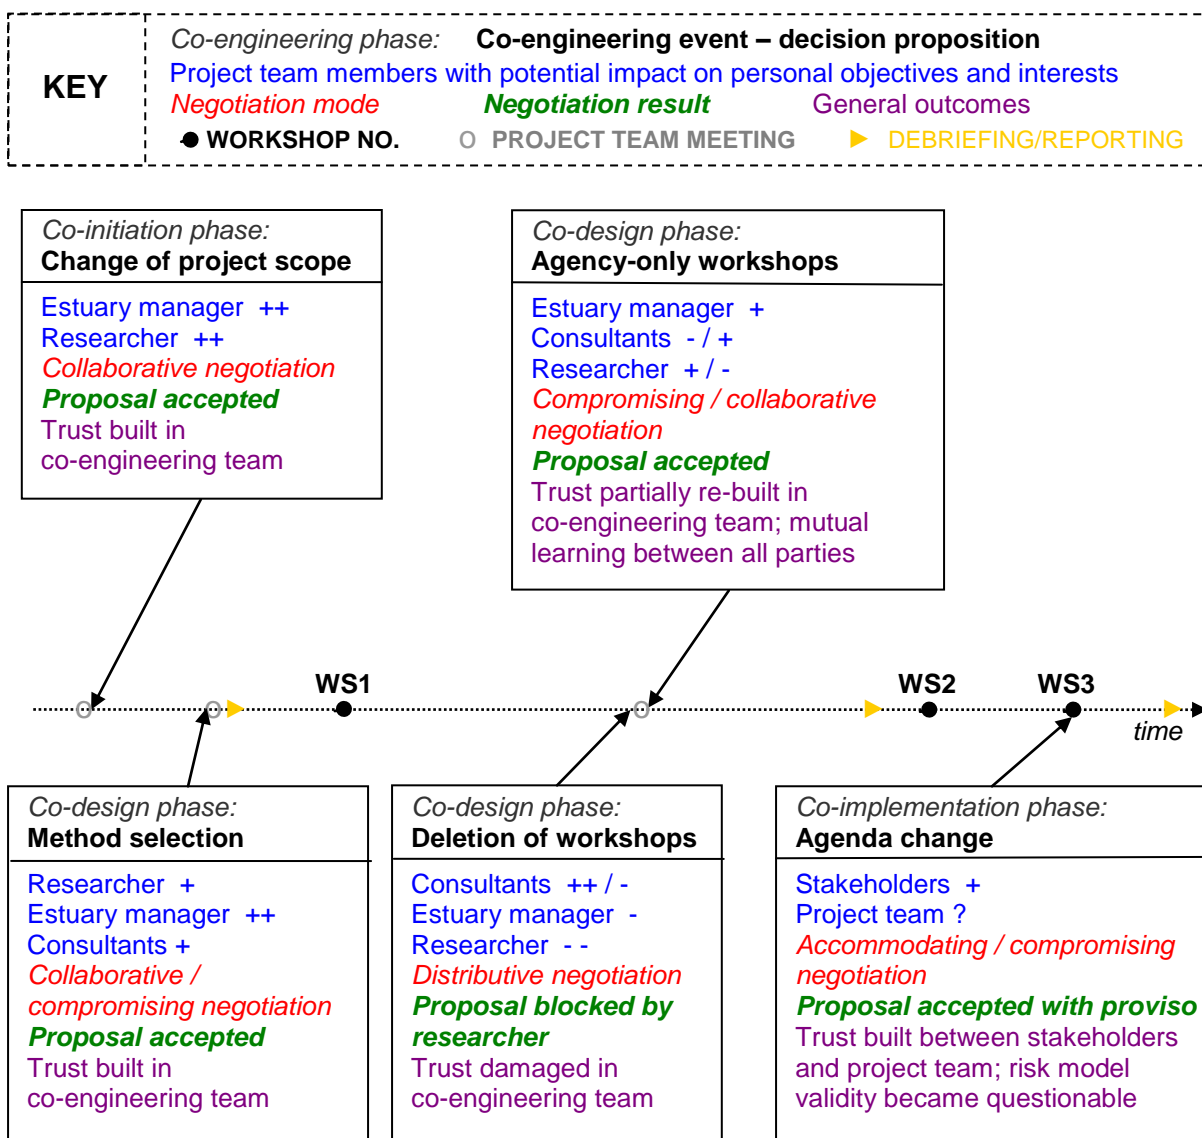 KEY
Co-engineering phase: Co-engineering event – decision proposition
Project team members with potential impact on personal objectives and interests
Negotiation mode Negotiation result General outcomes
WORKSHOP NO. PROJECT TEAM MEETING DEBRIEFING/REPORTING
Co-initiation phase:
Change of project scope
Estuary manager ++
Researcher ++
Collaborative negotiation
Proposal accepted
Trust built in
co-engineering team
Co-design phase:
Agency-only workshops
Estuary manager +
Consultants - / +
Researcher + / -
Compromising / collaborative
negotiation
Proposal accepted
Trust partially re-built in
co-engineering team; mutual
learning between all parties
WS1
WS2
WS3
time
Co-design phase:
Method selection
Researcher +
Estuary manager ++
Consultants +
Collaborative /
compromising negotiation
Proposal accepted
Trust built in
co-engineering team
Co-design phase:
Deletion of workshops
Consultants ++ / -
Estuary manager -
Researcher - -
Distributive negotiation
Proposal blocked by
researcher
Trust damaged in
co-engineering team
Co-implementation phase:
Agenda change
Stakeholders +
Project team ?
Accommodating / compromising
negotiation
Proposal accepted with proviso
Trust built between stakeholders
and project team; risk model
validity became questionable